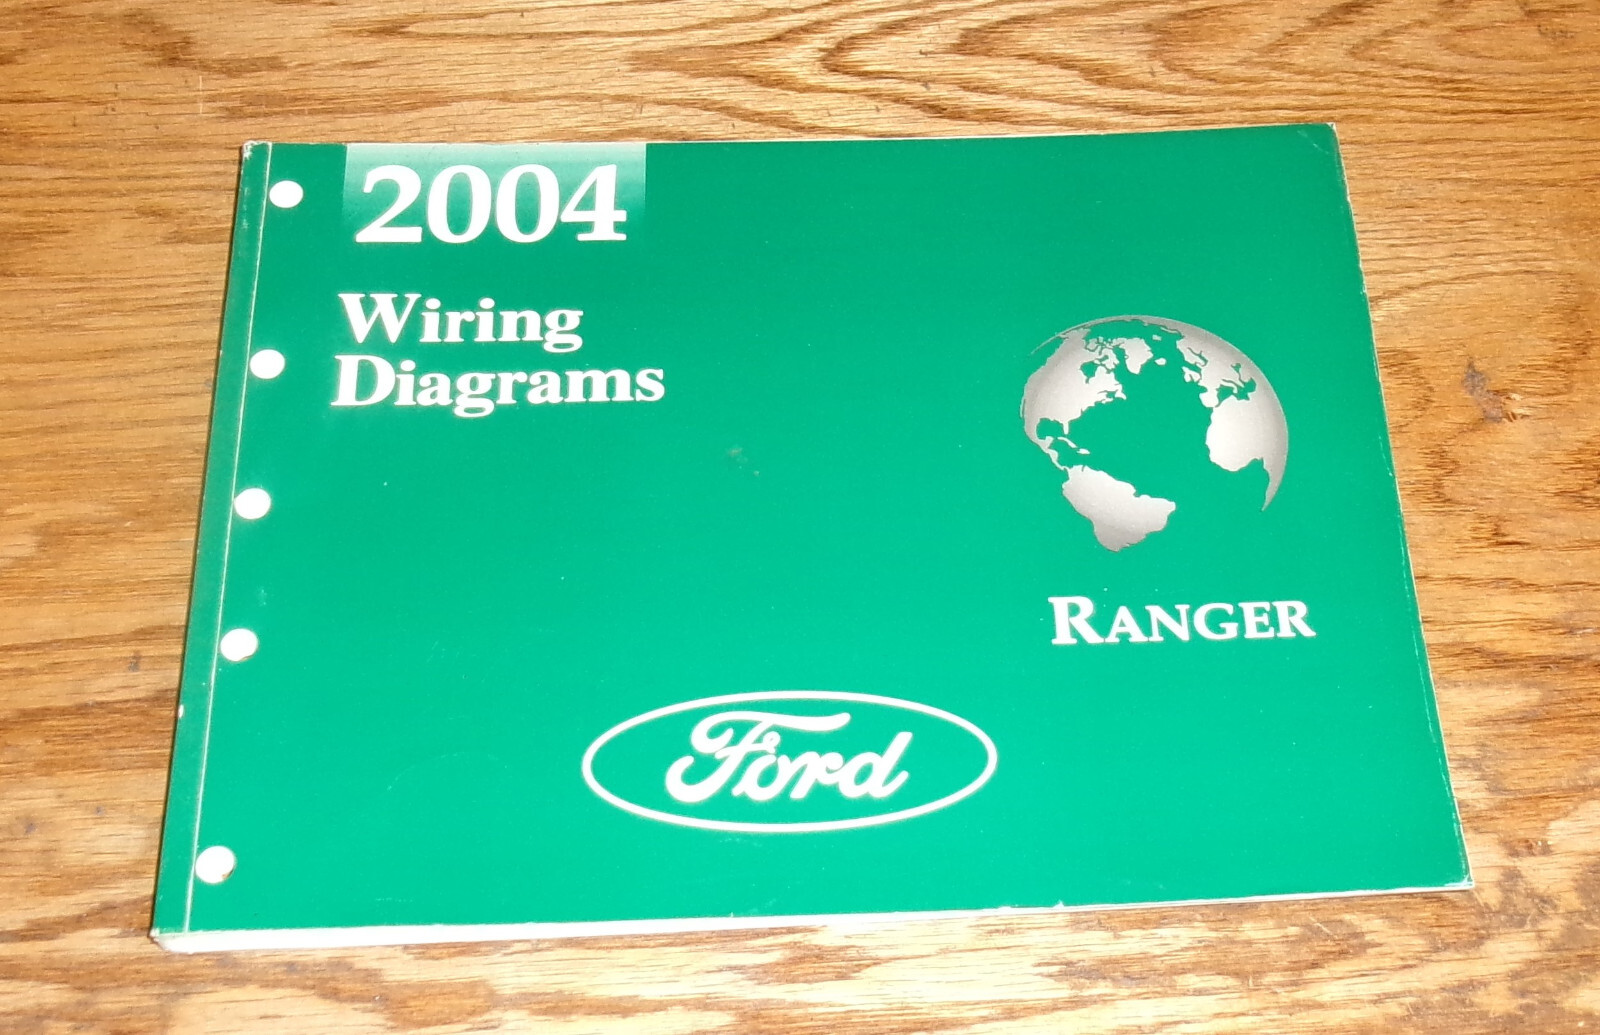 2004
Wiring
Diagrams
RANGER
Ford